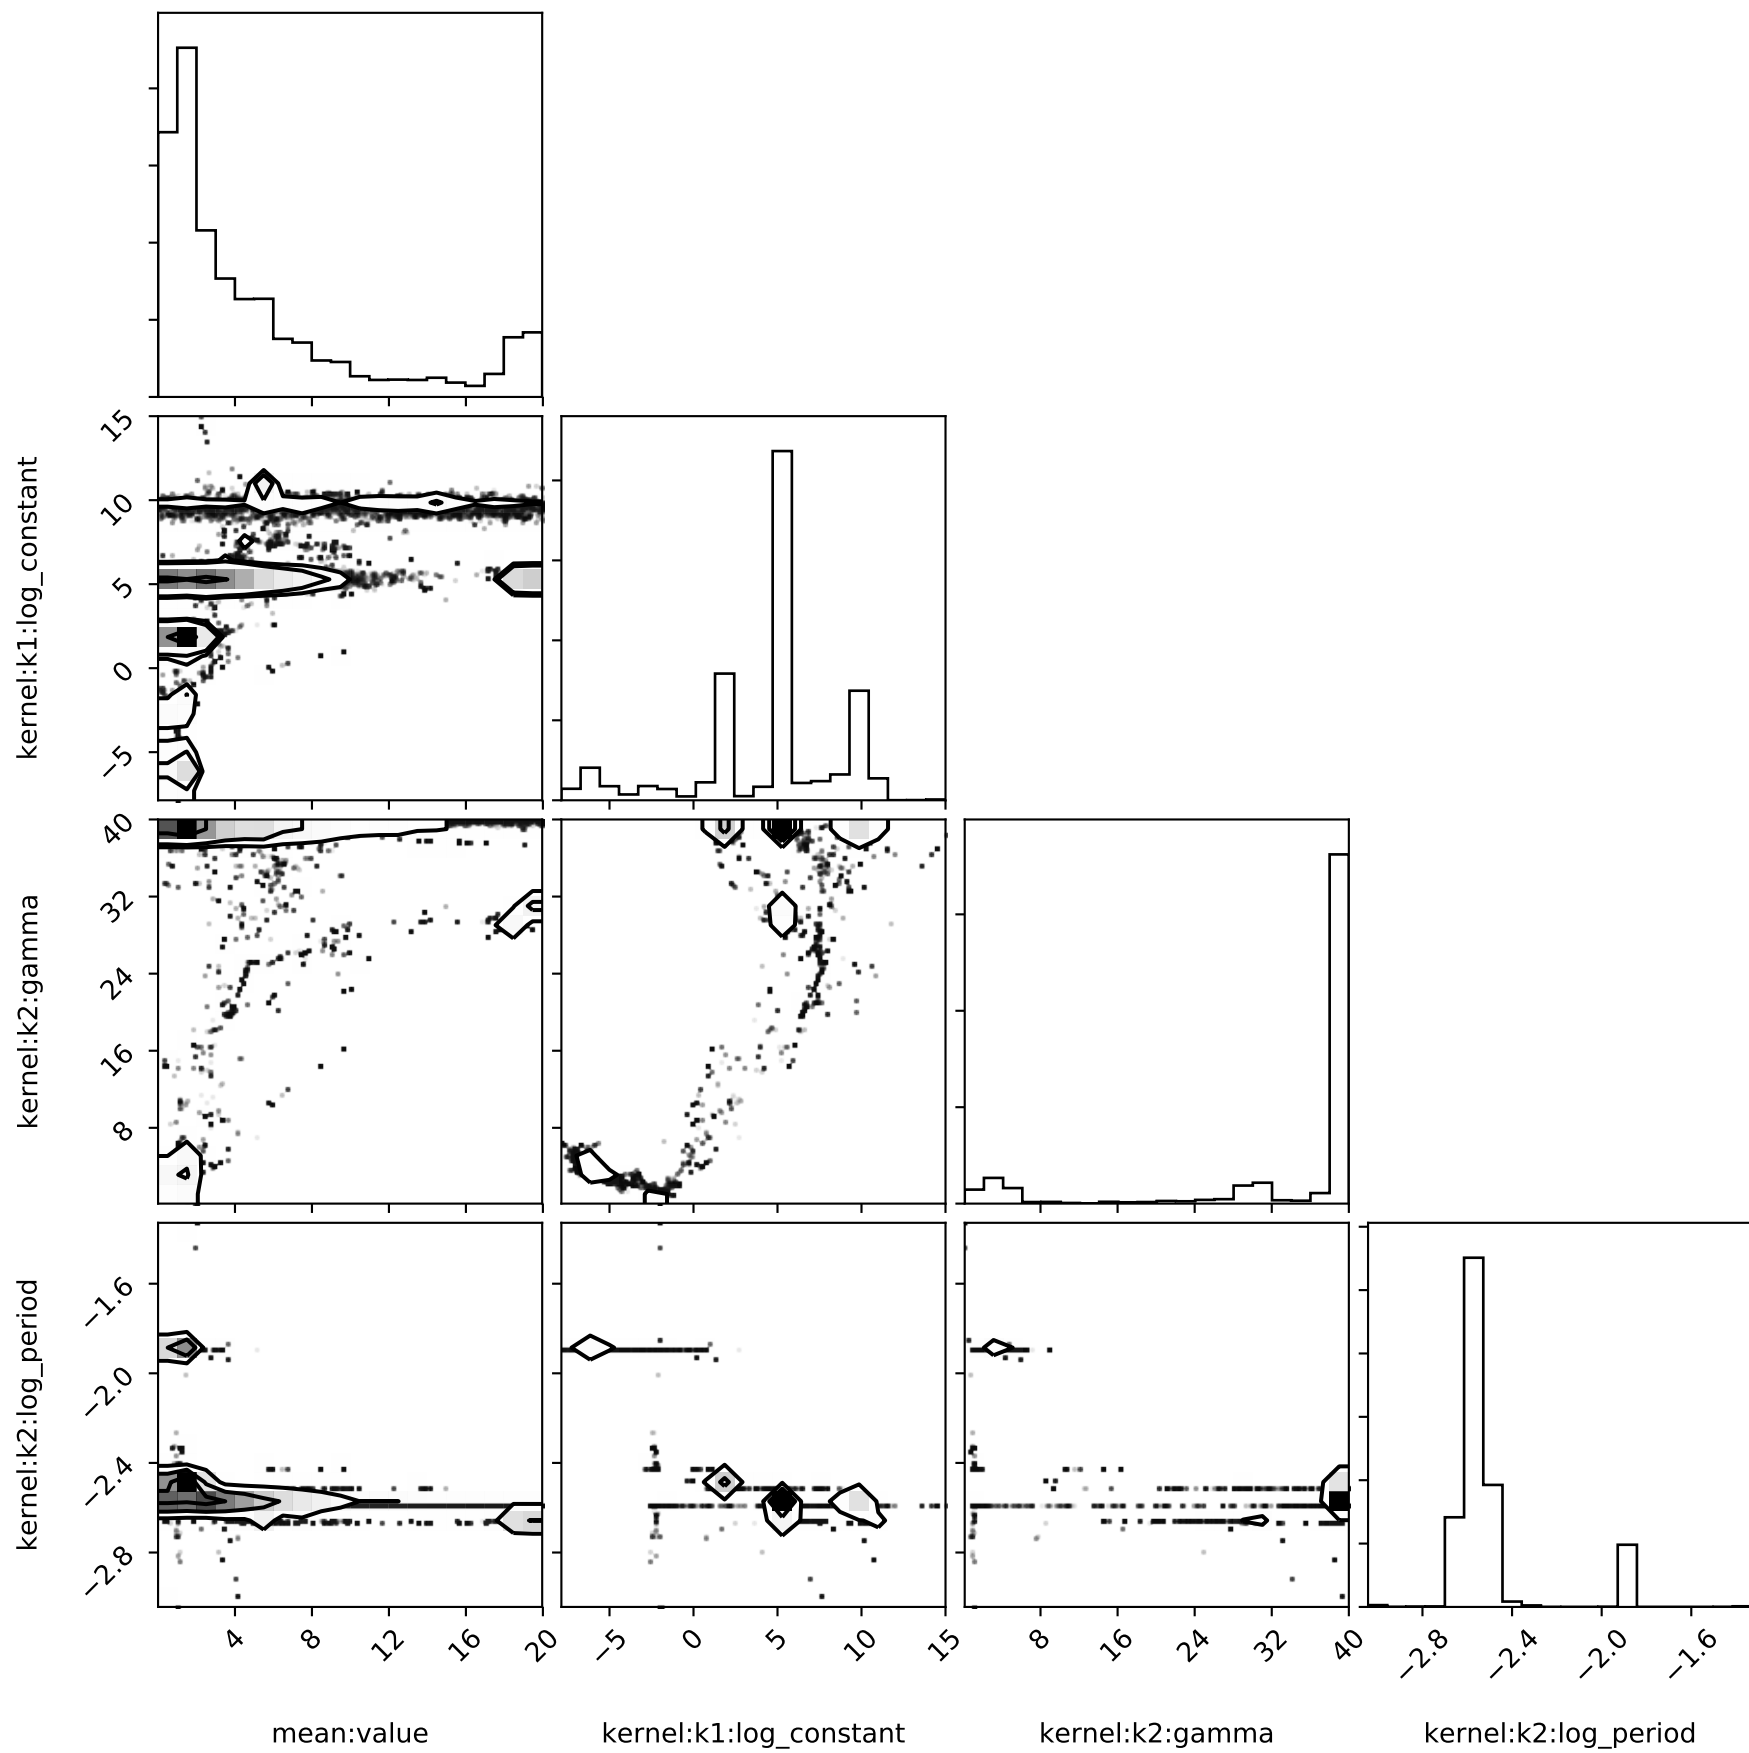 kernel:k1:log_constant
15
10
5
0
−5
kernel:k2:gamma
40
32
24
16
8
kernel:k2:log_period
−1.6
−2.0
−2.4
−2.8
4 8 12 16 20
−5 0 5 10 15
8 16 24 32 40
−2.8 −2.4 −2.0 −1.6
mean:value kernel:k1:log_constant kernel:k2:gamma kernel:k2:log_period